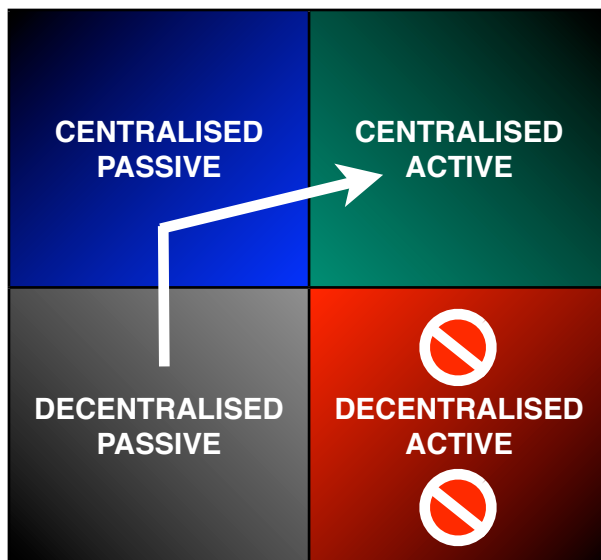 CENTRALISED
PASSIVE
CENTRALISED
ACTIVE
DECENTRALISED
PASSIVE
DECENTRALISED
ACTIVE